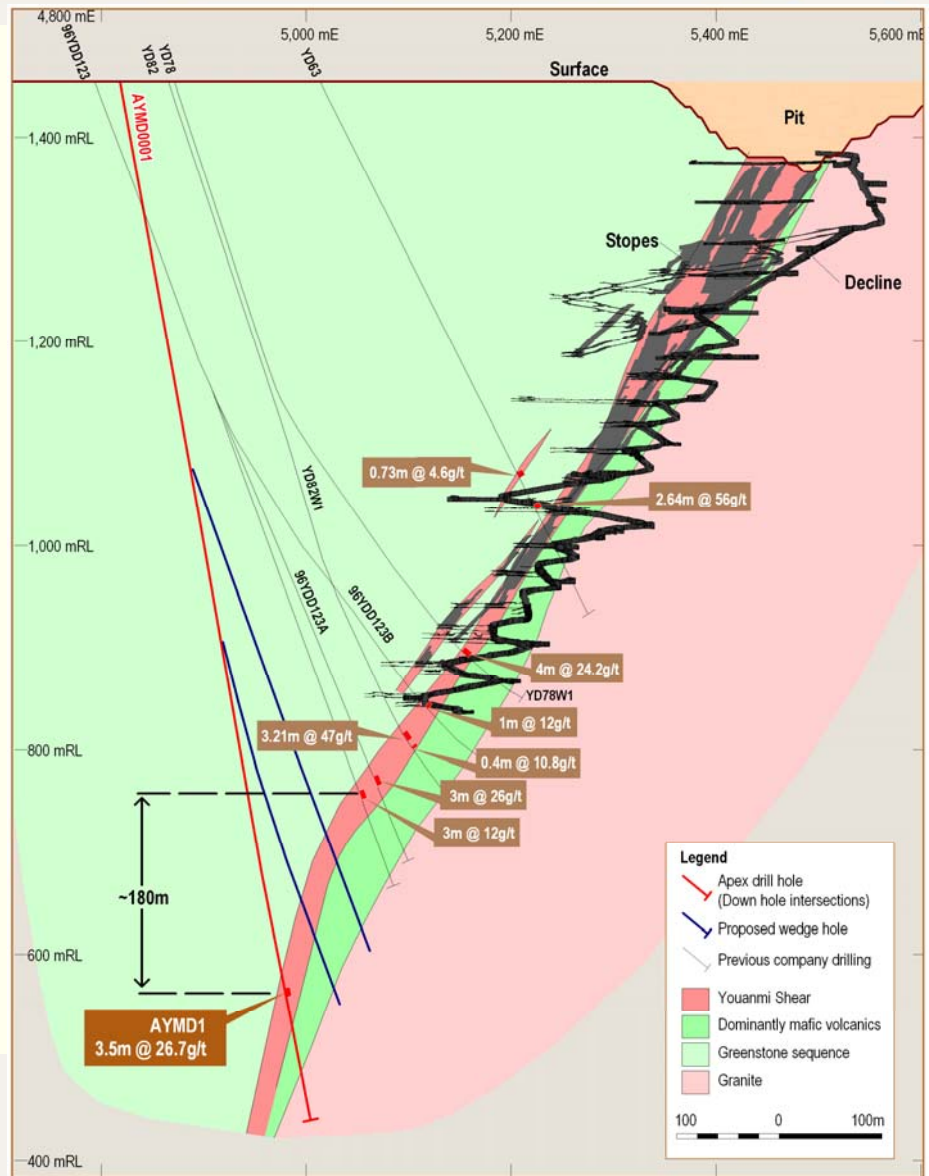 4,800 mE
5,000 mE
5,200 mE
5,400 mE
5,600 mE
96YDD123
YD82
YD78
YD63
Surface
Pit
AYMD0001
1,400 mRL
Stopes
Decline
1,200 mRL
0.73m @ 4.6g/t
2.64m @ 56g/t
YD82W1
1,000 mRL
96YDD123A
96YDD123B
4m @ 24.2g/t
YD78W1
1m @ 12g/t
3.21m @ 47g/t
0.4m @ 10.8g/t
800 mRL
3m @ 26g/t
3m @ 12g/t
~180m
600 mRL
AYMD1
3.5m @ 26.7g/t
400 mRL
Legend
Apex drill hole
(Down hole intersections)
Proposed wedge hole
Previous company drilling
Youanmi Shear
Dominantly mafic volcanics
Greenstone sequence
Granite
100 0 100m